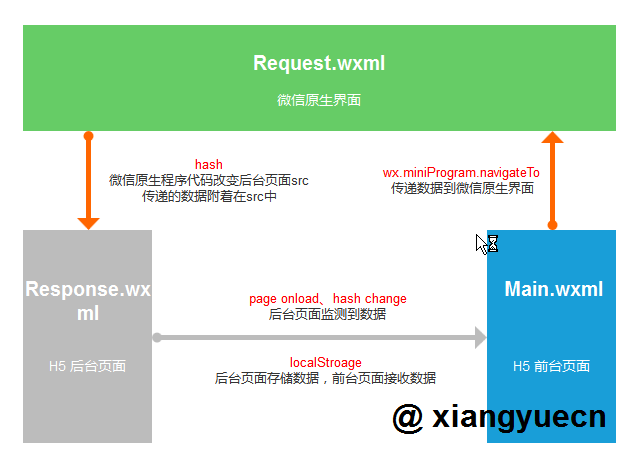 Request.wxml
微信原生界面
hash
微信原生程序代码改变后台页面src
传递的数据附着在src中
wx.miniProgram.navigateTo
传递数据到微信原生界面
Response.wx
ml
H5 后台页面
page onload、hash change
后台页面监测到数据
localStroage
后台页面存储数据，前台页面接收数据
Main.wxml
H5 前台页面
@ xiangyuecn